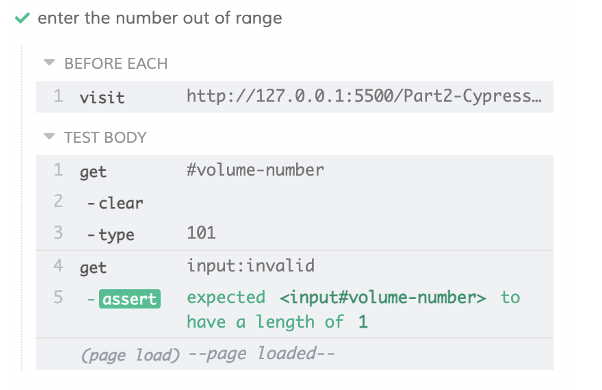 enter the number out of range
BEFORE EACH
1 visit http://127.0.0.1:5500/Part2-Cypress…
TEST BODY
1 get #volume-number
2 -clear
3 -type 101
4 get input:invalid
5 -assert expected <input#volume-number> to
have a length of 1
(page load) --page loaded--